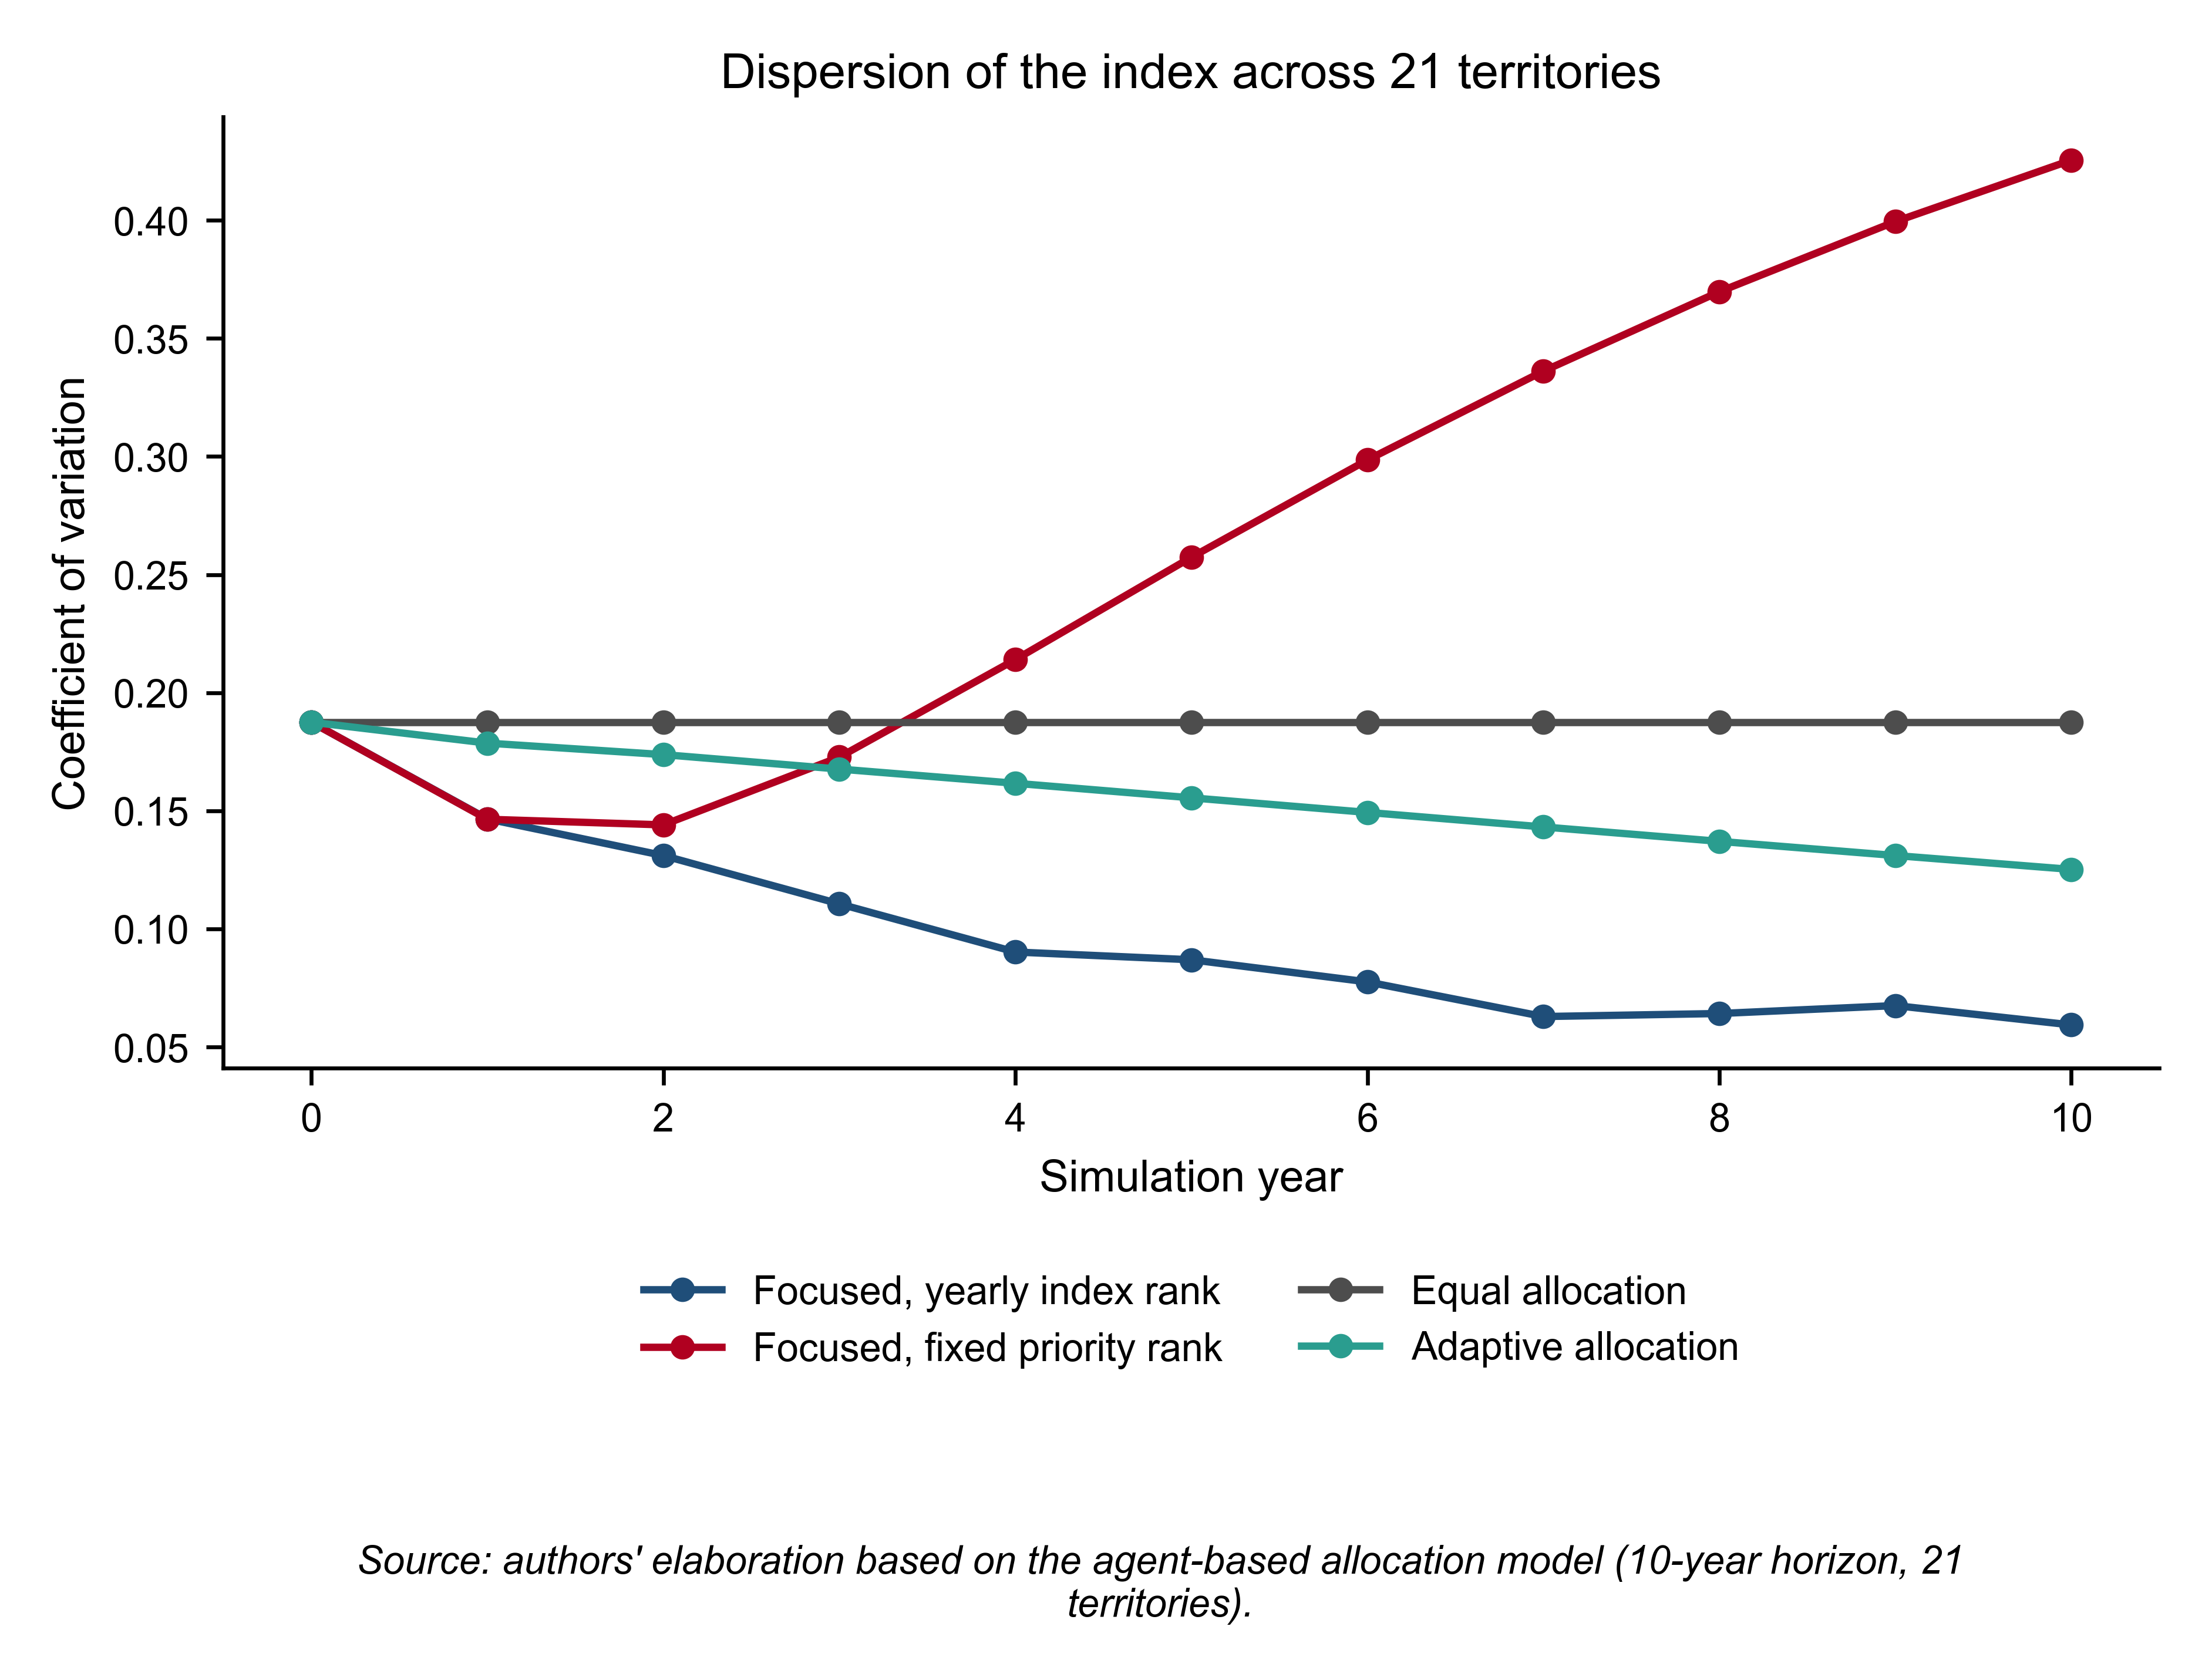 Dispersion of the index across 21 territories
Coefficient of variation
0.40
0.35
0.30
0.25
0.20
0.15
0.10
0.05
0 2 4 6 8 10
Simulation year
Focused, yearly index rank
Focused, fixed priority rank
Equal allocation
Adaptive allocation
Source: authors' elaboration based on the agent-based allocation model (10-year horizon, 21
territories).